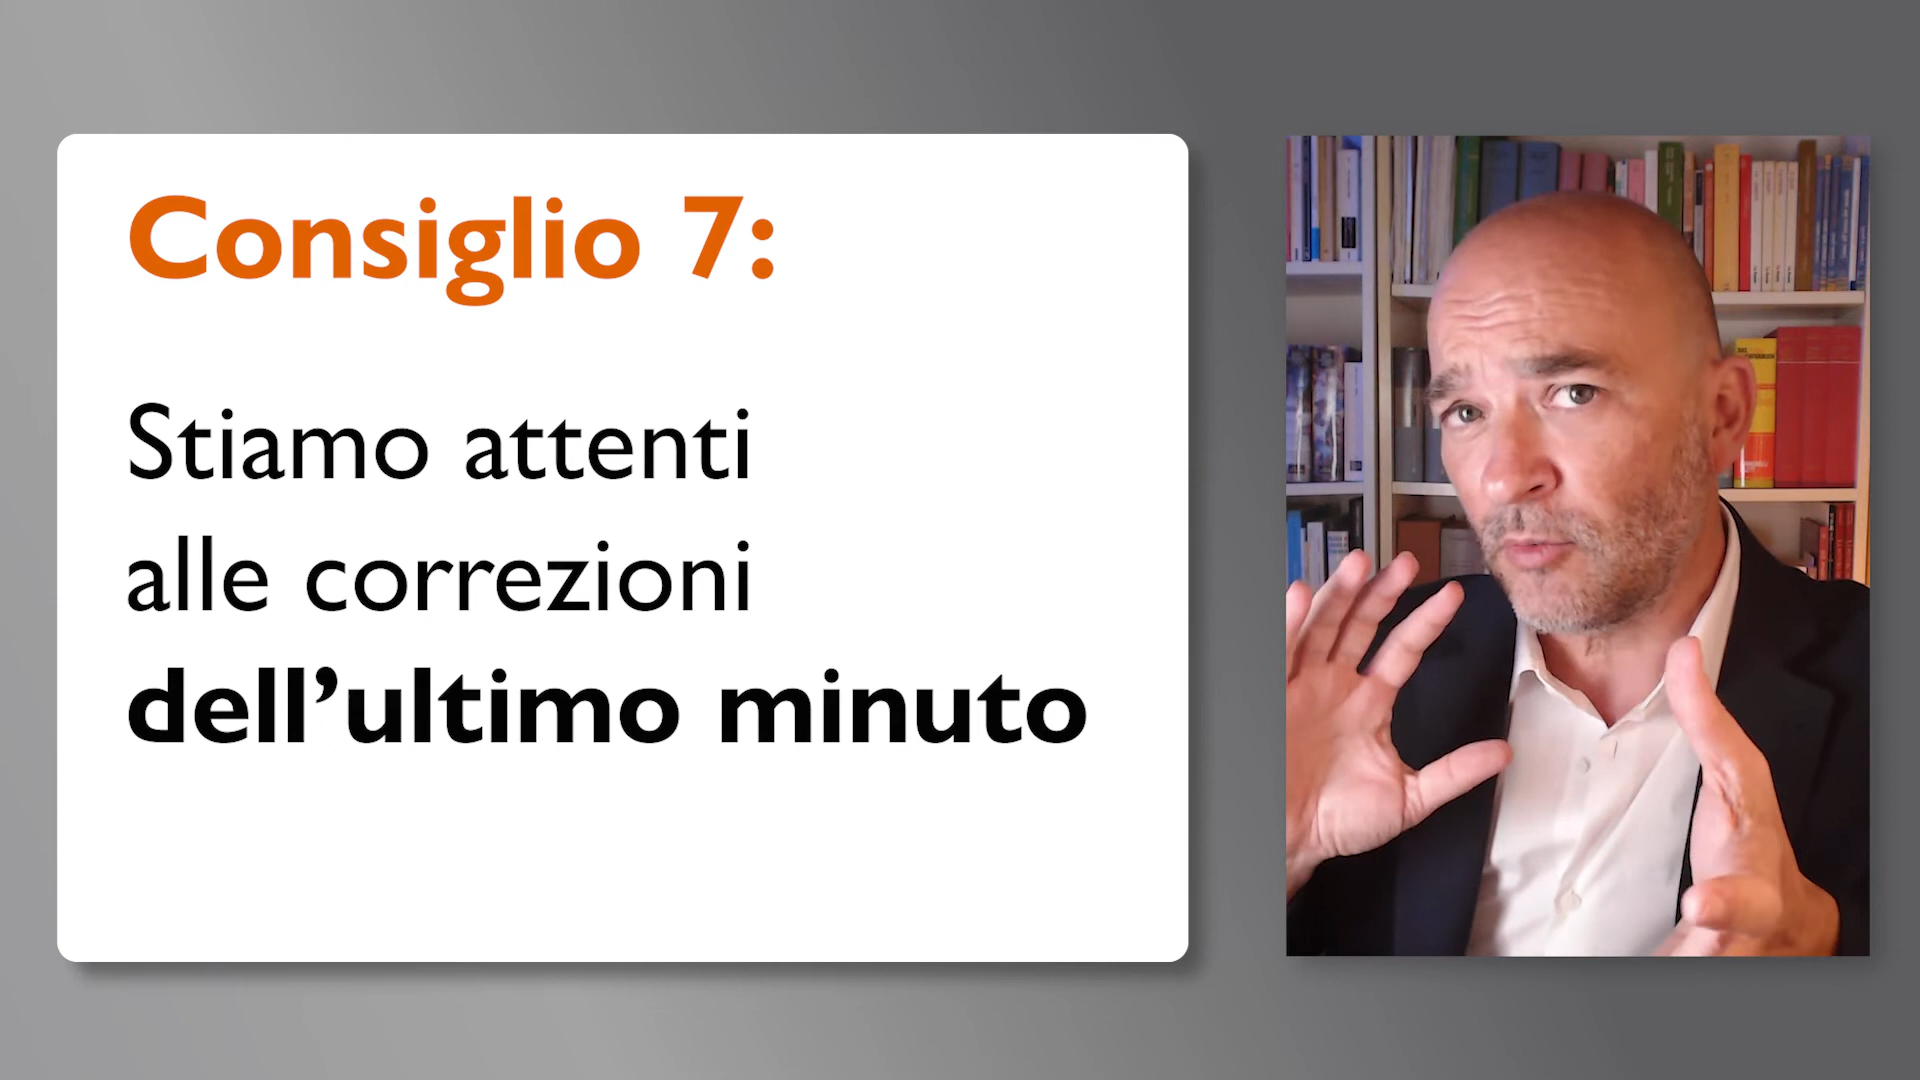 Consiglio 7:
Stiamo attenti
alle correzioni
dell’ultimo minuto